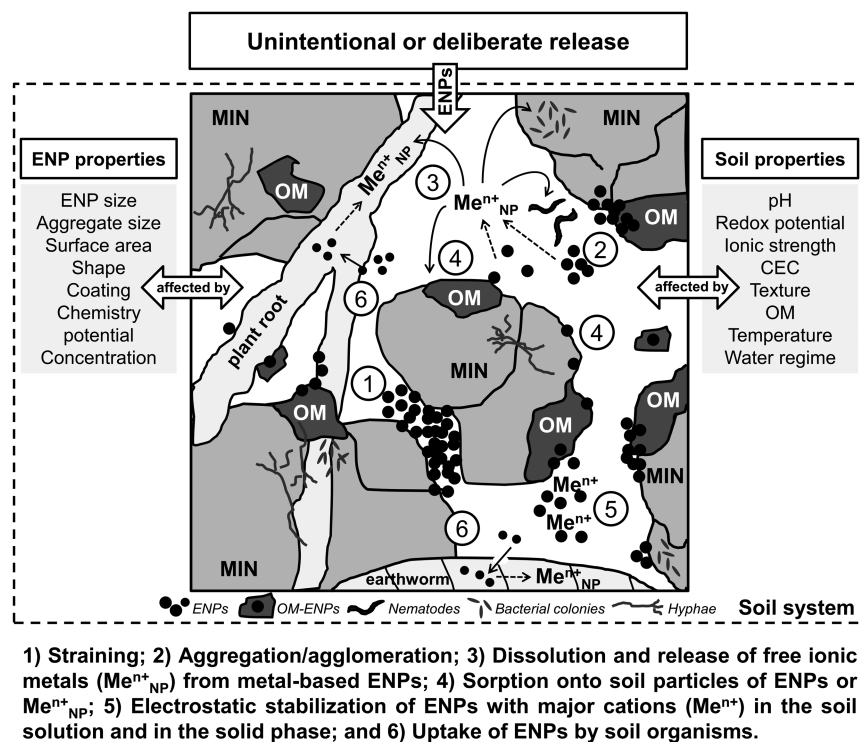 Unintentional or deliberate release
ENPs
ENP properties
ENP size
Aggregate size
Surface area
Shape
Coating
Chemistry
potential
Concentration
affected by
Soil properties
pH
Redox potential
Ionic strength
CEC
Texture
OM
Temperature
Water regime
affected by
MIN
OM
Meⁿ⁺NP
3
Meⁿ⁺NP
MIN
OM
2
4
OM
6
plant root
4
MIN
1
OM
OM
OM
MIN
Meⁿ⁺
Meⁿ⁺
5
6
MIN
earthworm
Meⁿ⁺NP
ENPs OM-ENPs Nematodes Bacterial colonies Hyphae Soil system
1) Straining; 2) Aggregation/agglomeration; 3) Dissolution and release of free ionic
metals (Meⁿ⁺NP) from metal-based ENPs; 4) Sorption onto soil particles of ENPs or
Meⁿ⁺NP; 5) Electrostatic stabilization of ENPs with major cations (Meⁿ⁺) in the soil
solution and in the solid phase; and 6) Uptake of ENPs by soil organisms.